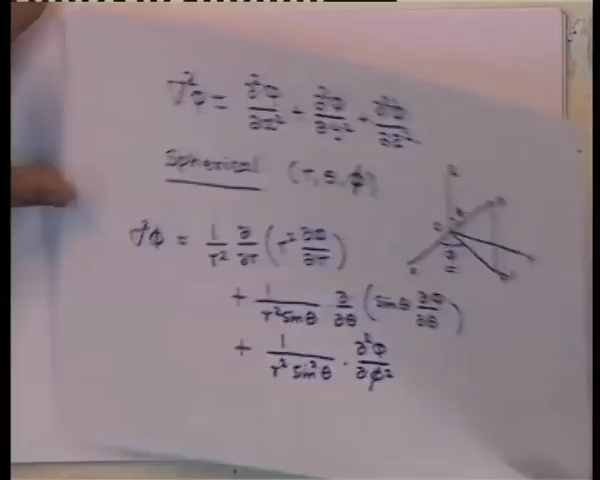 ∇²Φ = ∂²Φ/∂x² + ∂²Φ/∂y² + ∂²Φ/∂z²
Spherical (r, θ, ϕ)
∇²Φ = 1/r² ∂/∂r (r² ∂Φ/∂r)
+ 1/(r² sinθ) ∂/∂θ (sinθ ∂Φ/∂θ)
+ 1/(r² sin²θ) · ∂²Φ/∂ϕ²